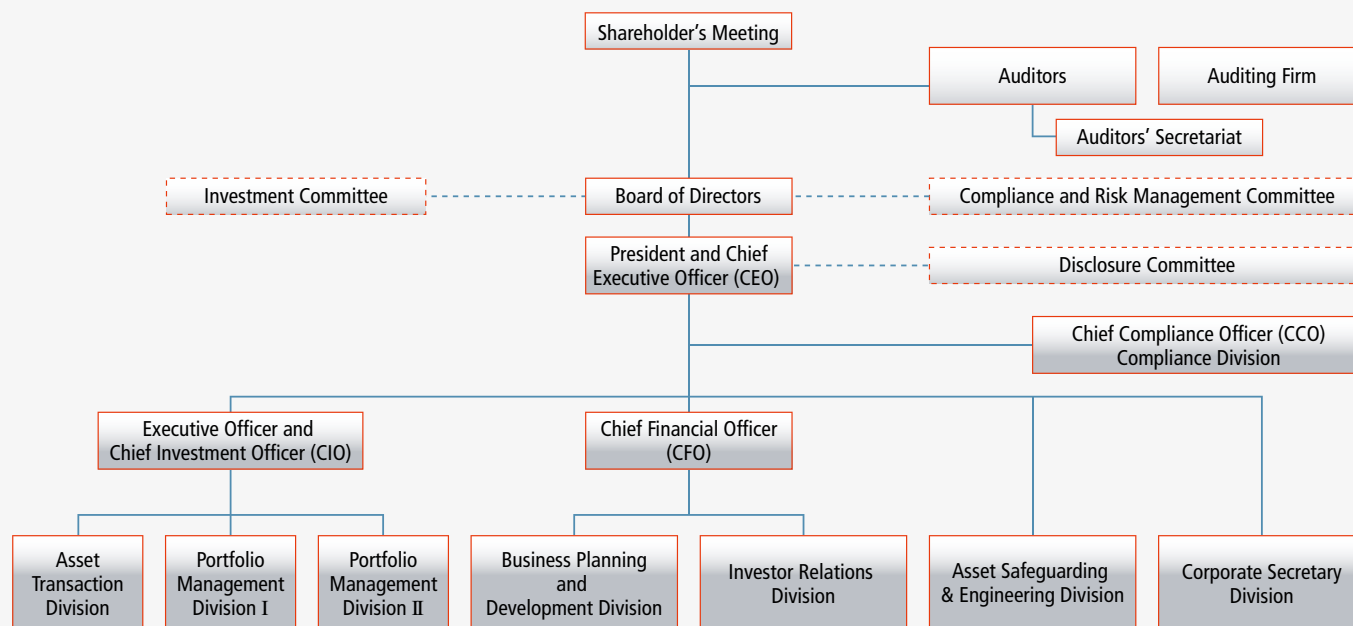 Shareholder's Meeting
Auditors
Auditing Firm
Auditors' Secretariat
Investment Committee
Board of Directors
Compliance and Risk Management Committee
President and Chief
Executive Officer (CEO)
Disclosure Committee
Chief Compliance Officer (CCO)
Compliance Division
Executive Officer and
Chief Investment Officer (CIO)
Chief Financial Officer
(CFO)
Asset
Transaction
Division
Portfolio
Management
Division I
Portfolio
Management
Division II
Business Planning
and
Development Division
Investor Relations
Division
Asset Safeguarding
& Engineering Division
Corporate Secretary
Division